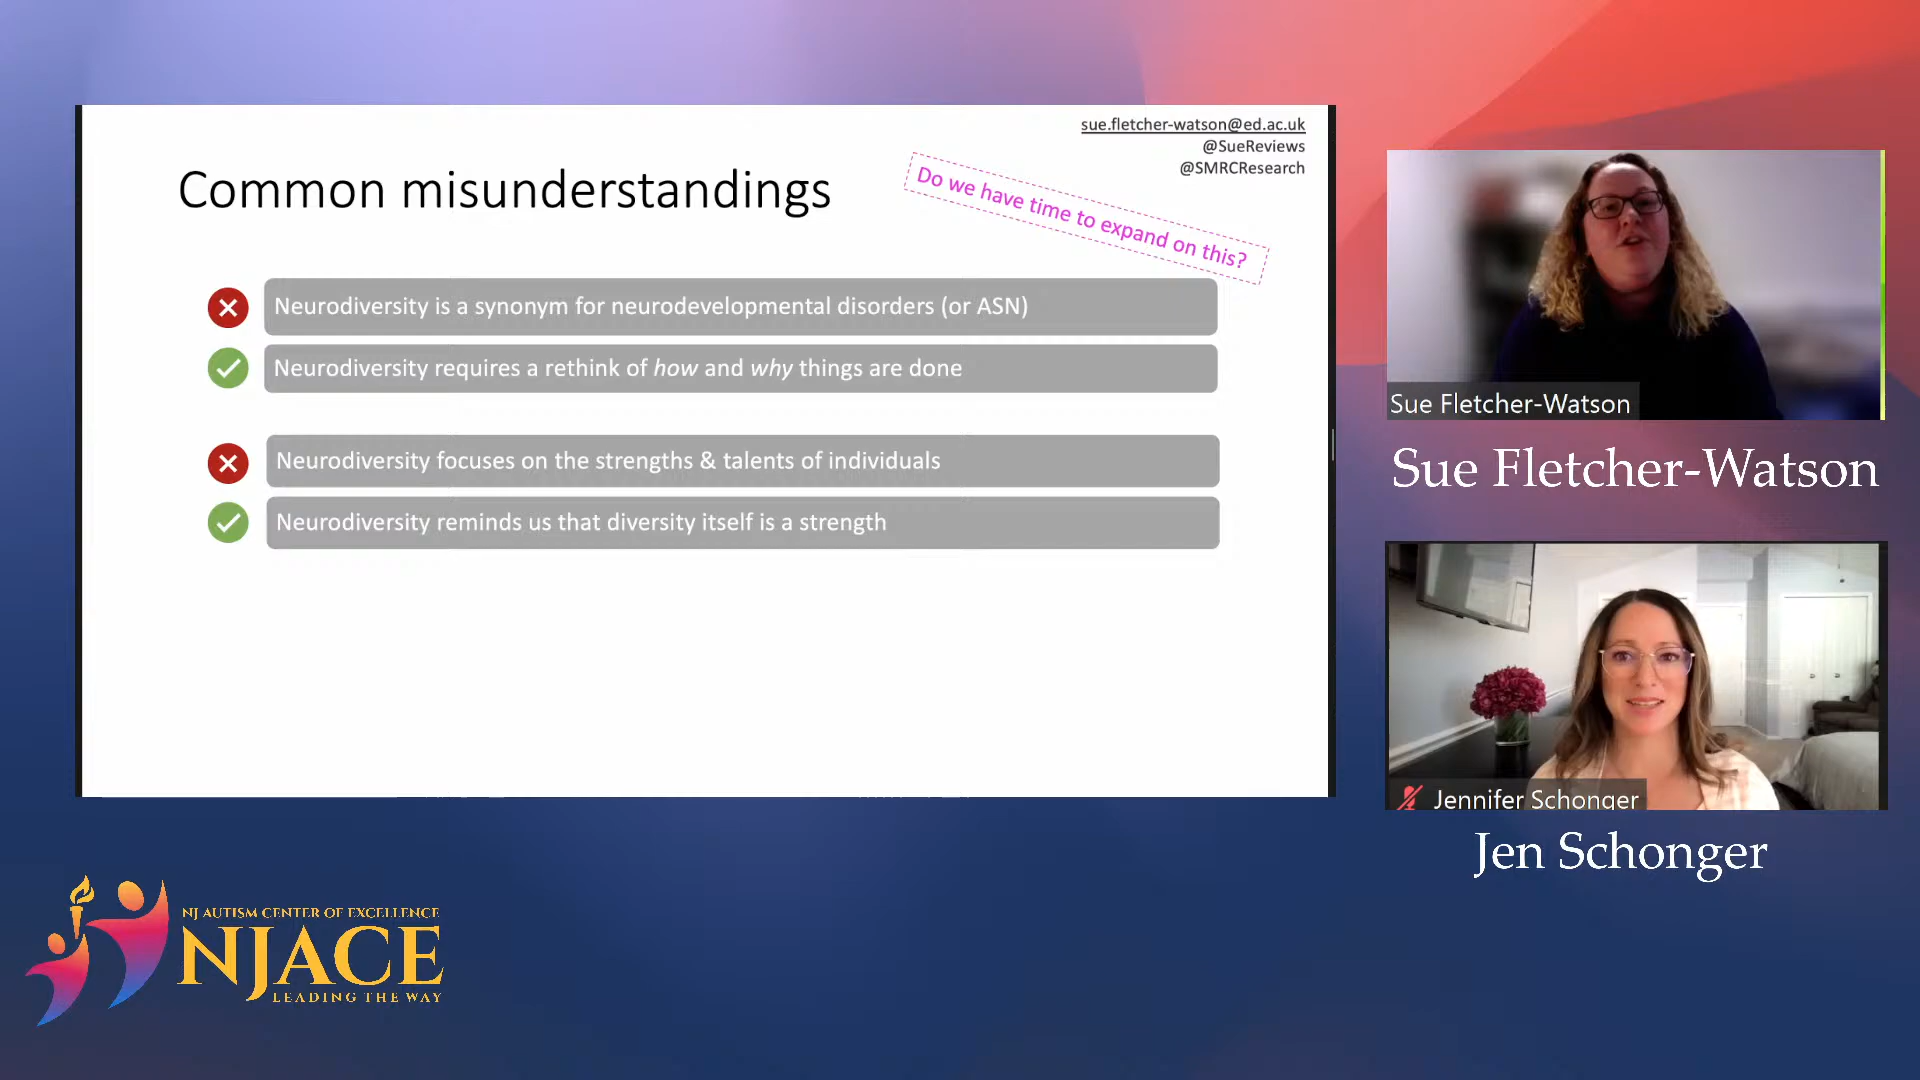 sue.fletcher-watson@ed.ac.uk
@SueReviews
@SMRCResearch
Common misunderstandings
Do we have time to expand on this?
Neurodiversity is a synonym for neurodevelopmental disorders (or ASN)
Neurodiversity requires a rethink of how and why things are done
Neurodiversity focuses on the strengths & talents of individuals
Neurodiversity reminds us that diversity itself is a strength
Sue Fletcher-Watson
Sue Fletcher-Watson
Jennifer Schonger
Jen Schonger
NJ AUTISM CENTER OF EXCELLENCE
NJACE
LEADING THE WAY